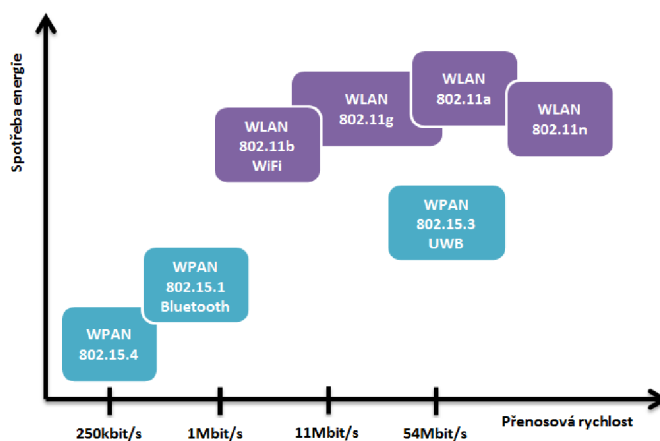 Spotřeba energie
WLAN
802.11b
WiFi
WLAN
802.11g
WLAN
802.11a
WLAN
802.11n
WPAN
802.15.3
UWB
WPAN
802.15.1
Bluetooth
WPAN
802.15.4
250kbit/s
1Mbit/s
11Mbit/s
54Mbit/s
Přenosová rychlost